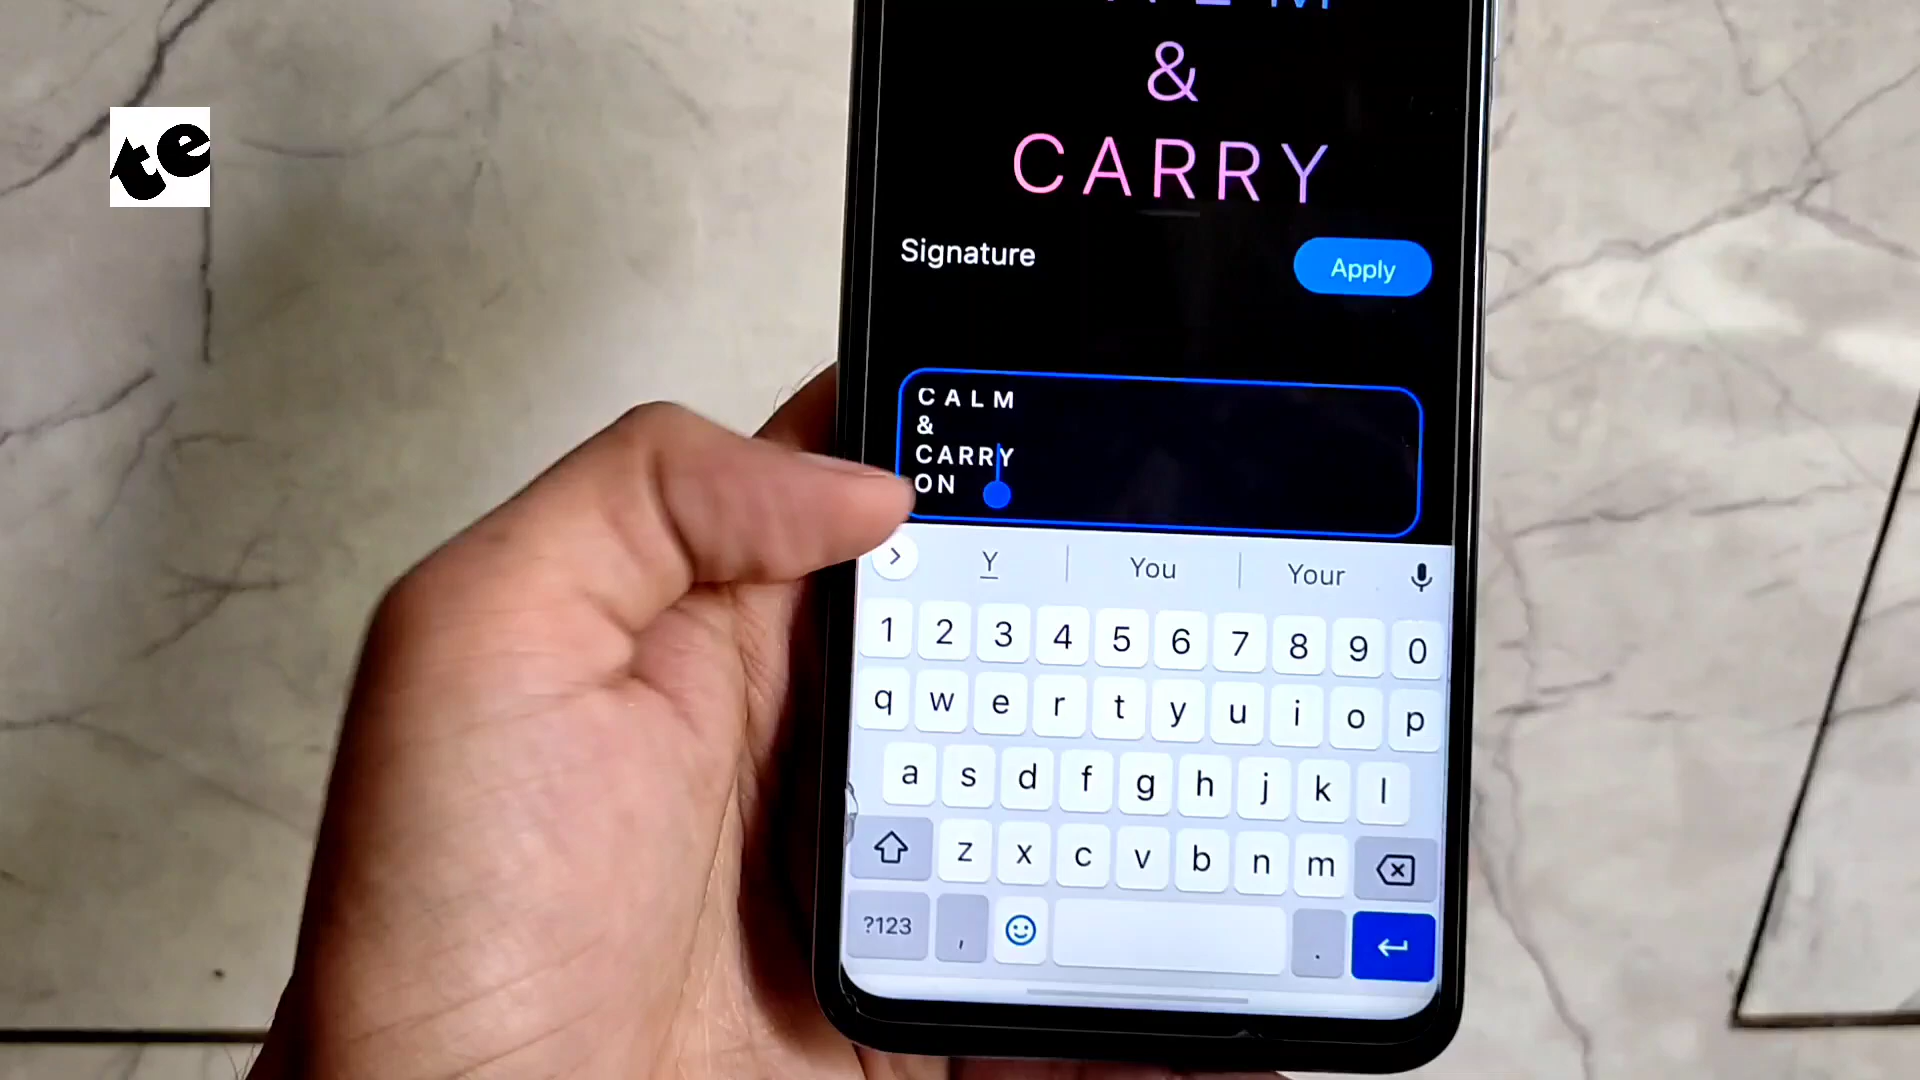 te
&
CARRY
Signature
Apply
CALM
&
CARRY
ON
Y
You
Your
1 2 3 4 5 6 7 8 9 0
q w e r t y u i o p
a s d f g h j k l
z x c v b n m
?123 , .